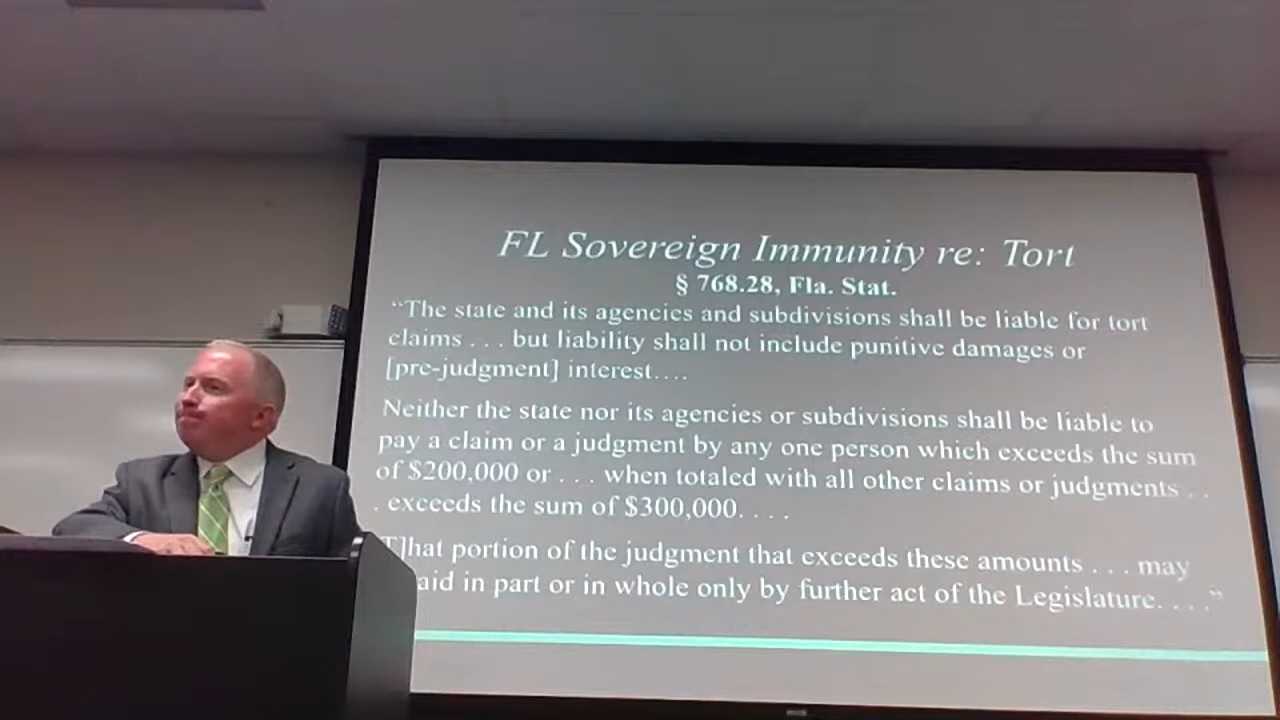 FL Sovereign Immunity re: Tort
§ 768.28, Fla. Stat.
“The state and its agencies and subdivisions shall be liable for tort
claims . . . but liability shall not include punitive damages or
[pre-judgment] interest….
Neither the state nor its agencies or subdivisions shall be liable to
pay a claim or a judgment by any one person which exceeds the sum
of $200,000 or . . . when totaled with all other claims or judgments . .
. exceeds the sum of $300,000. . . .
T]hat portion of the judgment that exceeds these amounts . . . may
aid in part or in whole only by further act of the Legislature. . . .”